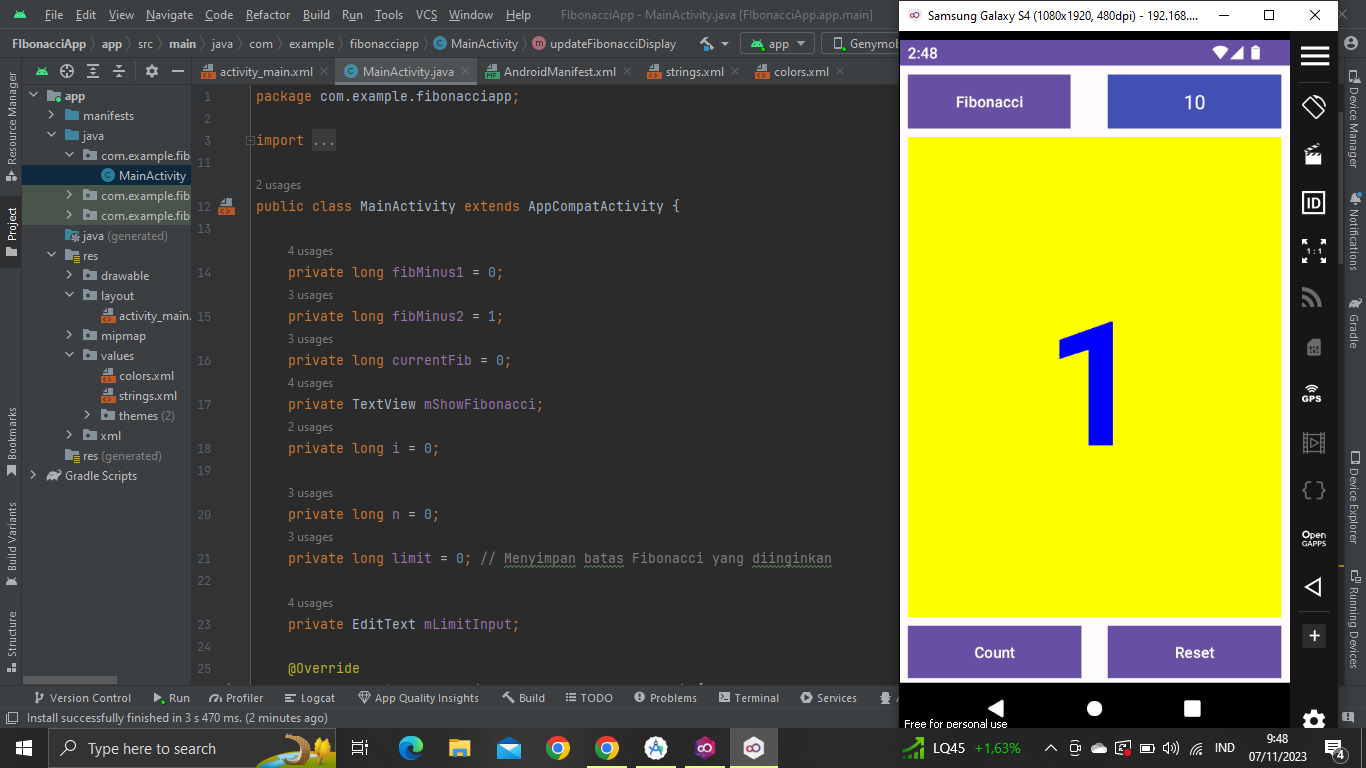 File Edit View Navigate Code Refactor Build Run Tools VCS Window Help FIbonacciApp - MainActivity.java [FIbonacciApp.app.main]
FIbonacciApp app src main java com example fibonacciapp MainActivity updateFibonacciDisplay app Genymot
activity_main.xml MainActivity.java AndroidManifest.xml strings.xml colors.xml
Resource Manager
Project
Bookmarks
Build Variants
Structure
app
manifests
java
com.example.fib
MainActivity
com.example.fib
com.example.fib
java (generated)
res
drawable
layout
activity_main.
mipmap
values
colors.xml
strings.xml
themes (2)
xml
res (generated)
Gradle Scripts
1 package com.example.fibonacciapp;
2
3 import ...
11
2 usages
12 public class MainActivity extends AppCompatActivity {
13
4 usages
14 private long fibMinus1 = 0;
3 usages
15 private long fibMinus2 = 1;
3 usages
16 private long currentFib = 0;
4 usages
17 private TextView mShowFibonacci;
2 usages
18 private long i = 0;
19
3 usages
20 private long n = 0;
3 usages
21 private long limit = 0; // Menyimpan batas Fibonacci yang diinginkan
22
4 usages
23 private EditText mLimitInput;
24
25 @Override
Samsung Galaxy S4 (1080x1920, 480dpi) - 192.168....
2:48
Fibonacci 10
1
Count Reset
Free for personal use
1:1
ID
GPS
Open GAPPS
Device Manager
Notifications
Gradle
Device Explorer
Running Devices
Version Control Run Profiler Logcat App Quality Insights Build TODO Problems Terminal Services
Install successfully finished in 3 s 470 ms. (2 minutes ago)
Type here to search LQ45 +1,63% IND 9:48
07/11/2023
4